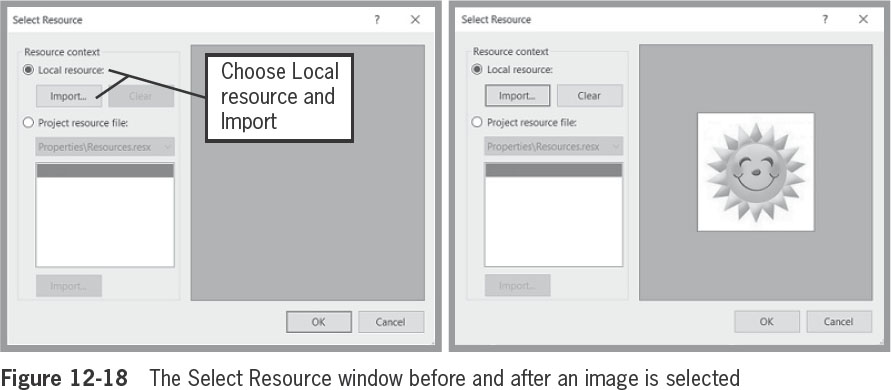 Select Resource ? ×
Resource context
Local resource:
Import... Clear
Project resource file:
Properties\Resources.resx
Import...
OK Cancel
Choose Local
resource and
Import
Select Resource ? ×
Resource context
Local resource:
Import... Clear
Project resource file:
Properties\Resources.resx
Import...
OK Cancel
Figure 12-18 The Select Resource window before and after an image is selected